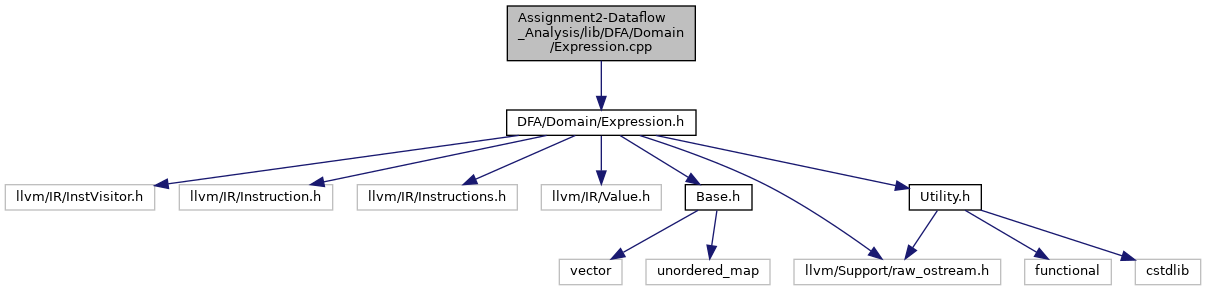 Assignment2-Dataflow
_Analysis/lib/DFA/Domain
/Expression.cpp
DFA/Domain/Expression.h
llvm/IR/InstVisitor.h
llvm/IR/Instruction.h
llvm/IR/Instructions.h
llvm/IR/Value.h
Base.h
Utility.h
vector
unordered_map
llvm/Support/raw_ostream.h
functional
cstdlib